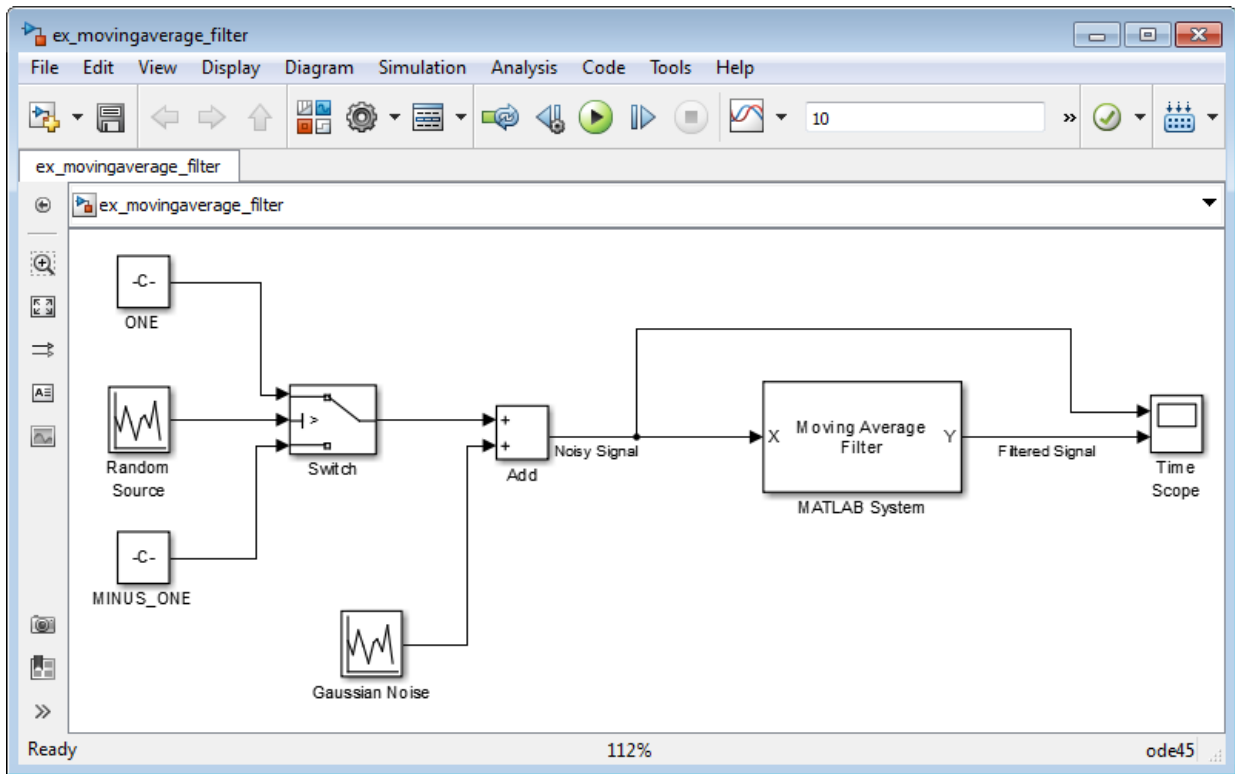 ex_movingaverage_filter
File Edit View Display Diagram Simulation Analysis Code Tools Help
10
ex_movingaverage_filter
ex_movingaverage_filter
-C-
ONE
Random
Source
-C-
MINUS_ONE
>
Switch
+
+
Add
Gaussian Noise
Noisy Signal
X
Moving Average
Filter
Y
MATLAB System
Filtered Signal
Time
Scope
Ready 112% ode45